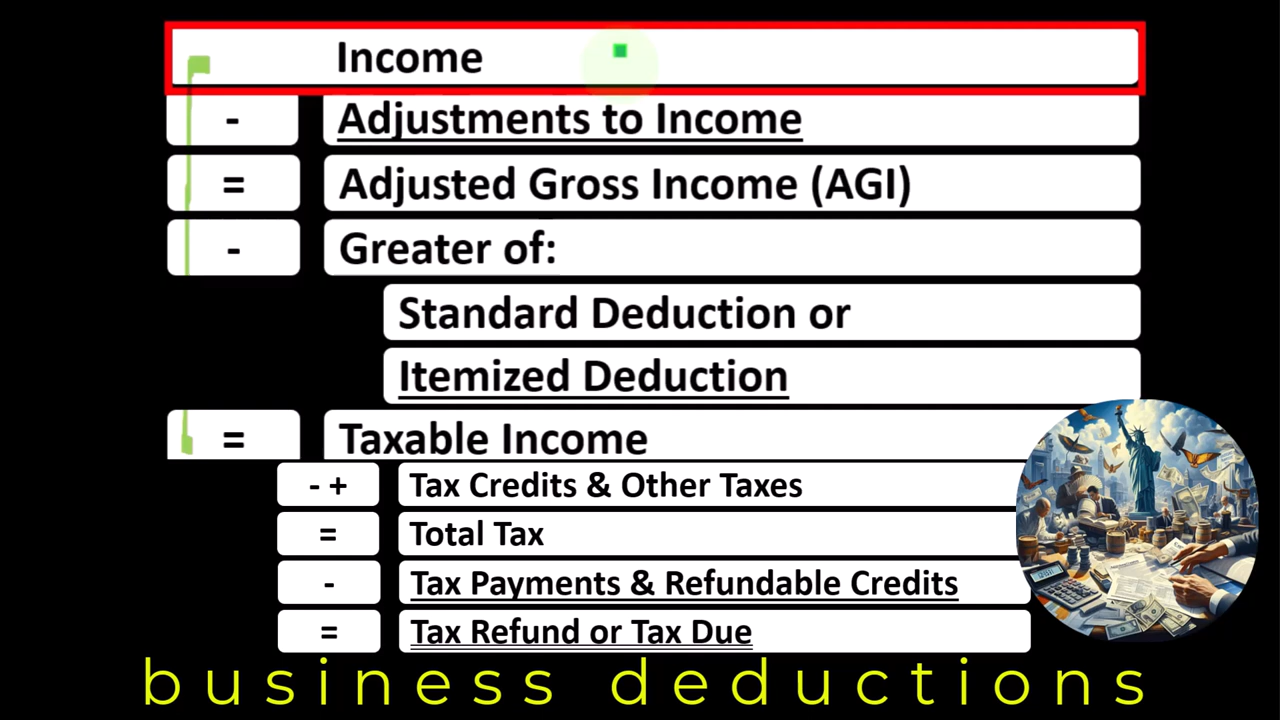 Income
- Adjustments to Income
= Adjusted Gross Income (AGI)
- Greater of:
Standard Deduction or
Itemized Deduction
= Taxable Income
- + Tax Credits & Other Taxes
= Total Tax
- Tax Payments & Refundable Credits
= Tax Refund or Tax Due
business deductions